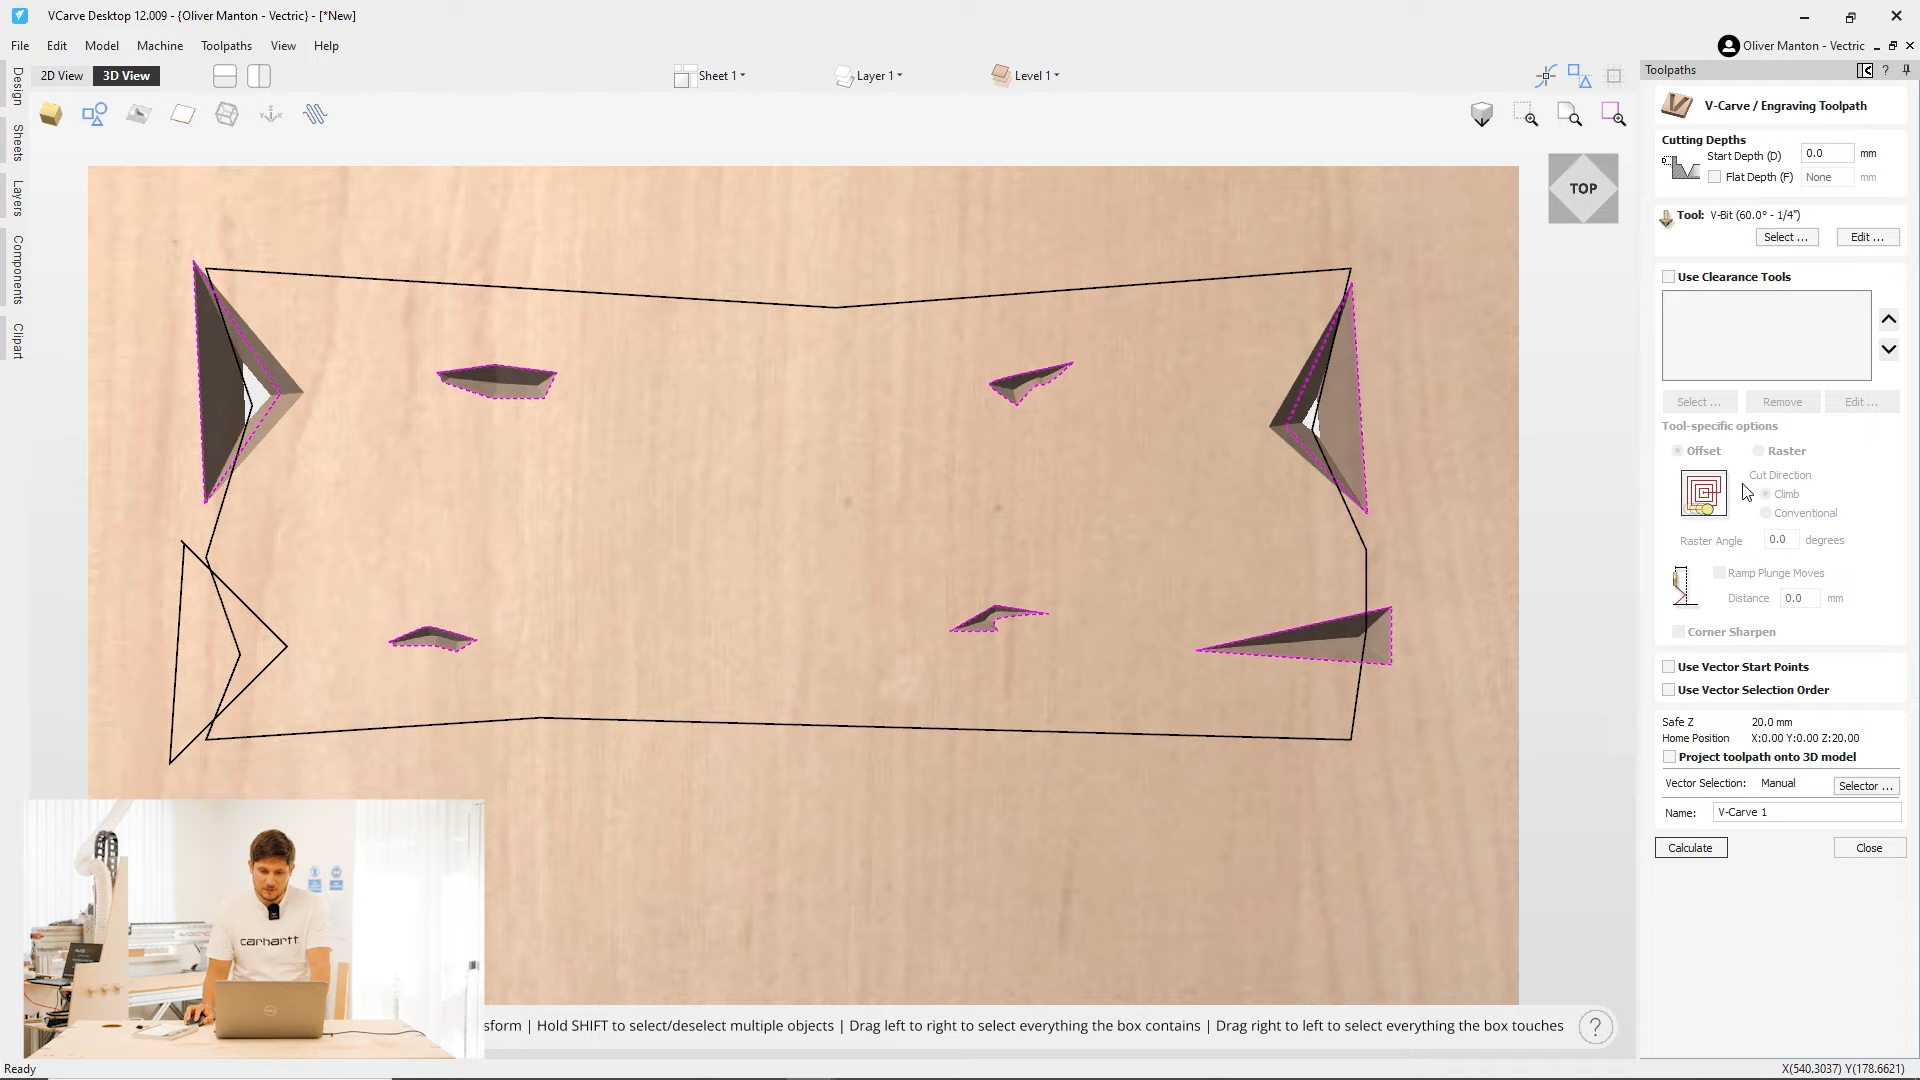 VCarve Desktop 12.009 - {Oliver Manton - Vectric} - [*New]
File Edit Model Machine Toolpaths View Help
Oliver Manton - Vectric
2D View 3D View
Sheet 1
Layer 1
Level 1
Toolpaths
Design
Sheets
Layers
Components
Clipart
TOP
V-Carve / Engraving Toolpath
Cutting Depths
Start Depth (D) 0.0 mm
Flat Depth (F) None mm
Tool: V-Bit (60.0° - 1/4")
Select ... Edit ...
Use Clearance Tools
Select ... Remove Edit ...
Tool-specific options
Offset Raster
Cut Direction
Climb
Conventional
Raster Angle 0.0 degrees
Ramp Plunge Moves
Distance 0.0 mm
Corner Sharpen
Use Vector Start Points
Use Vector Selection Order
Safe Z 20.0 mm
Home Position X:0.00 Y:0.00 Z:20.00
Project toolpath onto 3D model
Vector Selection: Manual Selector ...
Name: V-Carve 1
Calculate Close
carhartt
DELL
sform | Hold SHIFT to select/deselect multiple objects | Drag left to right to select everything the box contains | Drag right to left to select everything the box touches
Ready
X(540.3037) Y(178.6621)